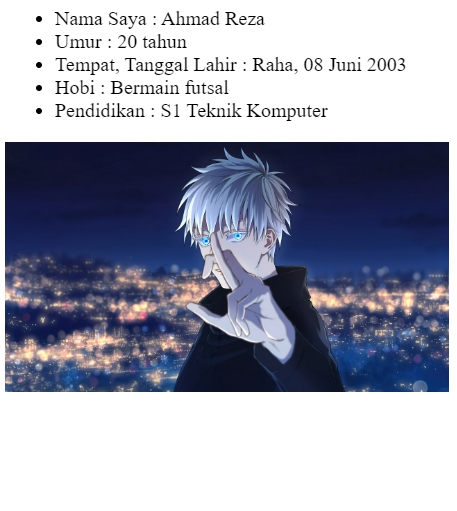 Nama Saya : Ahmad Reza
Umur : 20 tahun
Tempat, Tanggal Lahir : Raha, 08 Juni 2003
Hobi : Bermain futsal
Pendidikan : S1 Teknik Komputer